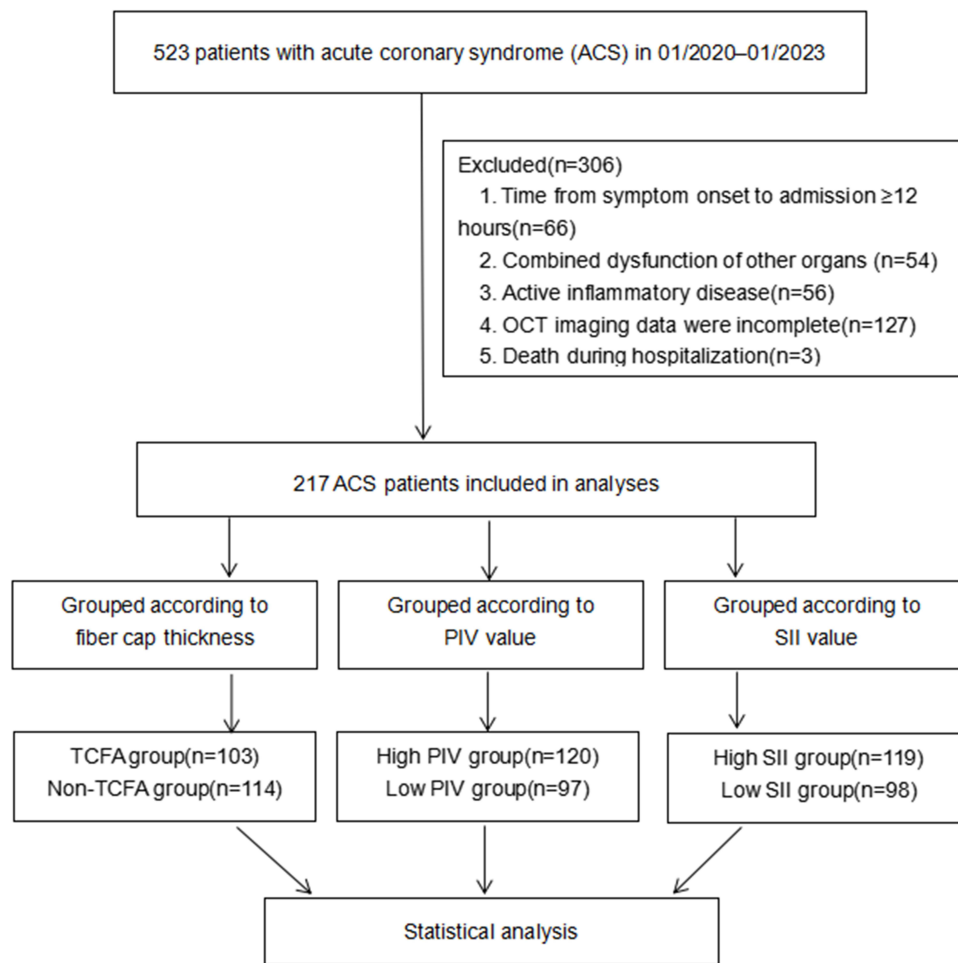 523 patients with acute coronary syndrome (ACS) in 01/2020–01/2023
Excluded(n=306)
1. Time from symptom onset to admission ≥12
hours(n=66)
2. Combined dysfunction of other organs (n=54)
3. Active inflammatory disease(n=56)
4. OCT imaging data were incomplete(n=127)
5. Death during hospitalization(n=3)
217 ACS patients included in analyses
Grouped according to
fiber cap thickness
Grouped according to
PIV value
Grouped according to
SII value
TCFA group(n=103)
Non-TCFA group(n=114)
High PIV group(n=120)
Low PIV group(n=97)
High SII group(n=119)
Low SII group(n=98)
Statistical analysis